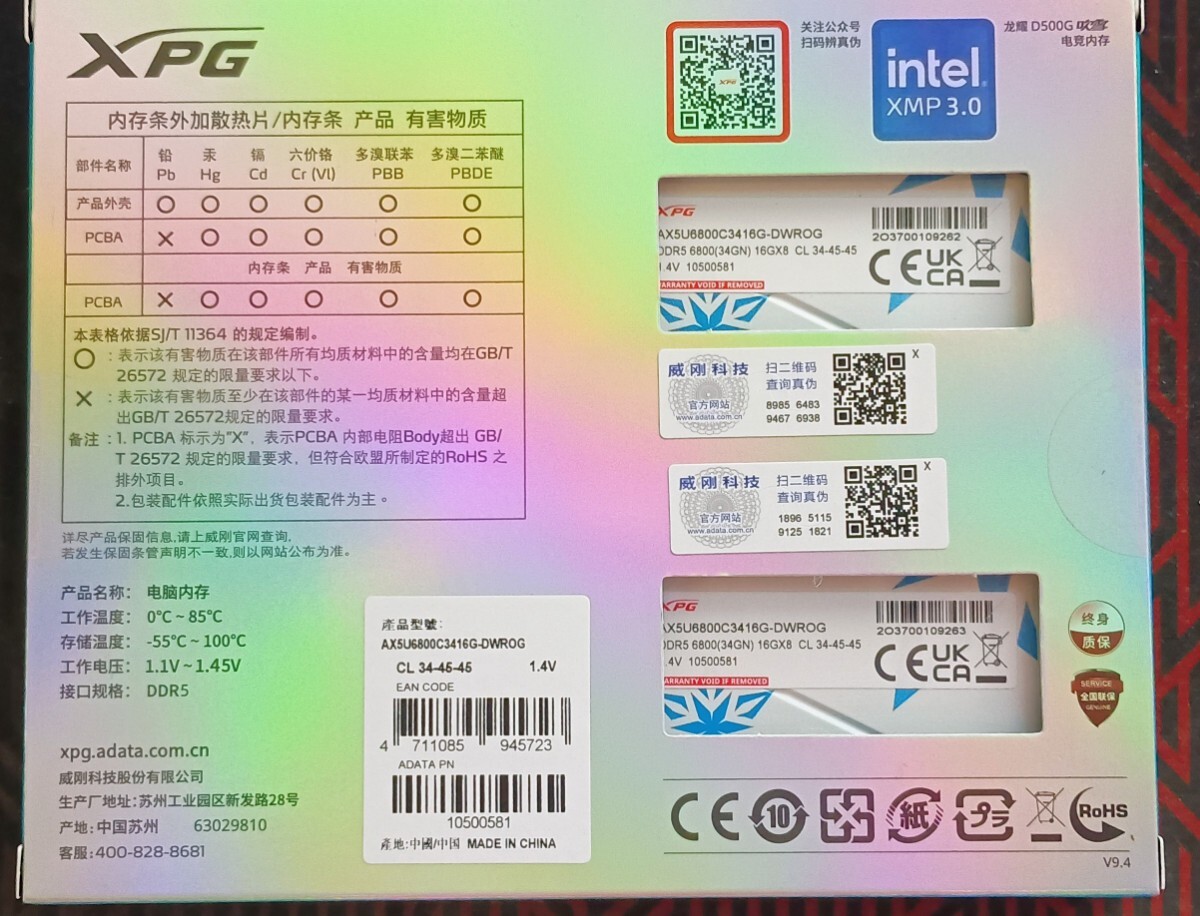 XPG
内存条外加散热片/内存条 产品 有害物质
部件名称 铅 Pb 汞 Hg 镉 Cd 六价铬 Cr (VI) 多溴联苯 PBB 多溴二苯醚 PBDE
产品外壳 ○ ○ ○ ○ ○ ○
PCBA × ○ ○ ○ ○ ○
内存条 产品 有害物质
PCBA × ○ ○ ○ ○ ○
本表格依据SJ/T 11364 的规定编制。
○ ：表示该有害物质在该部件所有均质材料中的含量均在GB/T
26572 规定的限量要求以下。
× ：表示该有害物质至少在该部件的某一均质材料中的含量超
出GB/T 26572规定的限量要求。
备注：1. PCBA 标示为"X"，表示PCBA 内部电阻Body超出 GB/
T 26572 规定的限量要求，但符合欧盟所制定的RoHS 之
排外项目。
2.包装配件依照实际出货包装配件为主。
详尽产品保固信息,请上威刚官网查询,
若发生保固条管声明不一致,则以网站公布为准。
产品名称： 电脑内存
工作温度： 0℃ ~ 85℃
存储温度： -55℃ ~ 100℃
工作电压： 1.1V ~ 1.45V
接口规格： DDR5
xpg.adata.com.cn
威刚科技股份有限公司
生产厂地址:苏州工业园区新发路28号
产地:中国苏州 63029810
客服:400-828-8681
產品型號:
AX5U6800C3416G-DWROG
CL 34-45-45 1.4V
EAN CODE
4 711085 945723
ADATA PN
10500581
產地:中國/中国 MADE IN CHINA
XPG
关注公众号
扫码辨真伪
intel
XMP 3.0
龙耀 D500G 吹雪
电竞内存
XPG
AX5U6800C3416G-DWROG
DDR5 6800(34GN) 16GX8 CL 34-45-45
1.4V 10500581
ARRANTY VOID IF REMOVED
2O3700109262
CE UK
CA
威刚科技
官方网站
www.adata.com.cn
扫二维码
查询真伪
8985 6483
9467 6938
X
威刚科技
官方网站
www.adata.com.cn
扫二维码
查询真伪
1896 5115
9125 1821
X
XPG
AX5U6800C3416G-DWROG
DDR5 6800(34GN) 16GX8 CL 34-45-45
.4V 10500581
ARRANTY VOID IF REMOVED
2O3700109263
CE UK
CA
终身
质保
SERVICE
全国联保
GENUINE
CE 10 紙 プラ RoHS
V9.4